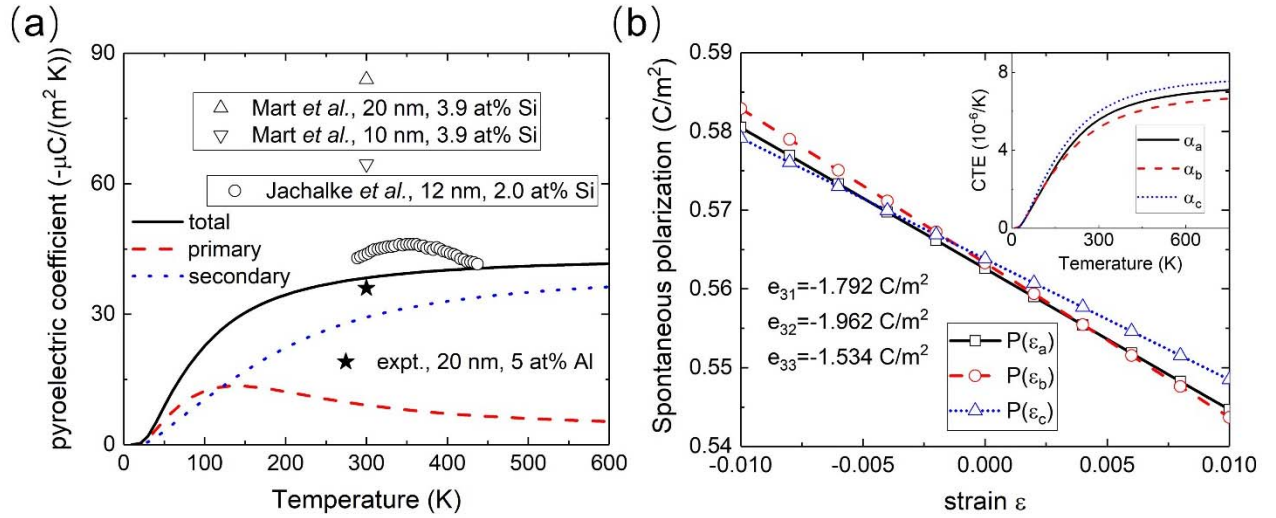 (a)
pyroelectric coefficient (-μC/(m² K))
90
60
30
0
Mart et al., 20 nm, 3.9 at% Si
Mart et al., 10 nm, 3.9 at% Si
Jachalke et al., 12 nm, 2.0 at% Si
total
primary
secondary
expt., 20 nm, 5 at% Al
0 100 200 300 400 500 600
Temperature (K)
(b)
Spontaneous polarization (C/m²)
0.59
0.58
0.57
0.56
0.55
0.54
e₃₁=-1.792 C/m²
e₃₂=-1.962 C/m²
e₃₃=-1.534 C/m²
P(εₐ)
P(ε_b)
P(ε_c)
-0.010 -0.005 0.000 0.005 0.010
strain ε
CTE (10⁻⁶/K)
8
4
0
αₐ
α_b
α_c
0 300 600
Temerature (K)